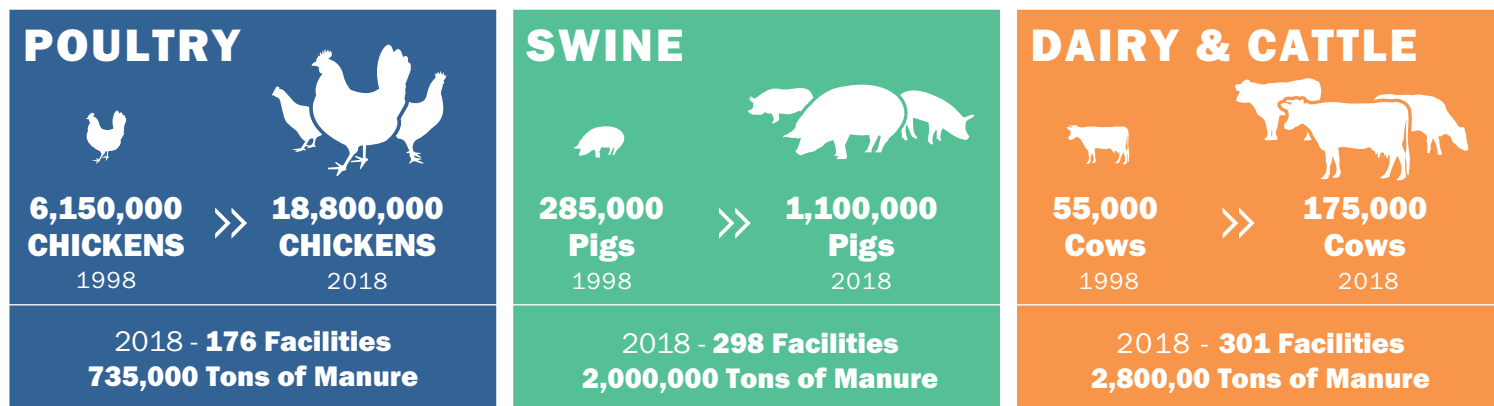 POULTRY
6,150,000
CHICKENS
1998
»
18,800,000
CHICKENS
2018
2018 - 176 Facilities
735,000 Tons of Manure
SWINE
285,000
Pigs
1998
»
1,100,000
Pigs
2018
2018 - 298 Facilities
2,000,000 Tons of Manure
DAIRY & CATTLE
55,000
Cows
1998
»
175,000
Cows
2018
2018 - 301 Facilities
2,800,00 Tons of Manure